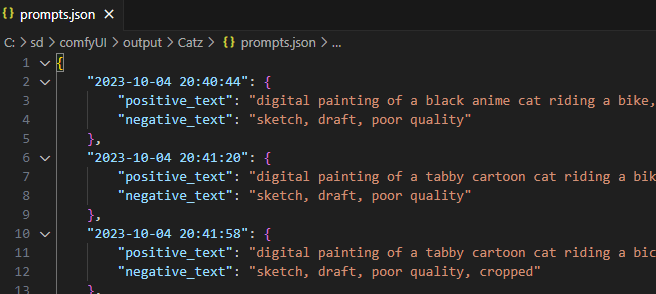 {} prompts.json ×
C: > sd > comfyUI > output > Catz > {} prompts.json > ...
1 {
2 "2023-10-04 20:40:44": {
3 "positive_text": "digital painting of a black anime cat riding a bike,
4 "negative_text": "sketch, draft, poor quality"
5 },
6 "2023-10-04 20:41:20": {
7 "positive_text": "digital painting of a tabby cartoon cat riding a bik
8 "negative_text": "sketch, draft, poor quality"
9 },
10 "2023-10-04 20:41:58": {
11 "positive_text": "digital painting of a tabby cartoon cat riding a bic
12 "negative_text": "sketch, draft, poor quality, cropped"
13 },